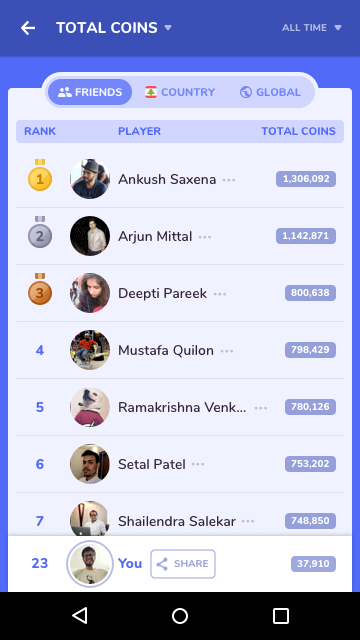 TOTAL COINS
ALL TIME
FRIENDS
COUNTRY
GLOBAL
RANK PLAYER TOTAL COINS
1 Ankush Saxena 1,306,092
2 Arjun Mittal 1,142,871
3 Deepti Pareek 800,638
4 Mustafa Quilon 798,429
5 Ramakrishna Venk... 780,126
6 Setal Patel 753,202
7 Shailendra Salekar 748,850
23 You SHARE 37,910